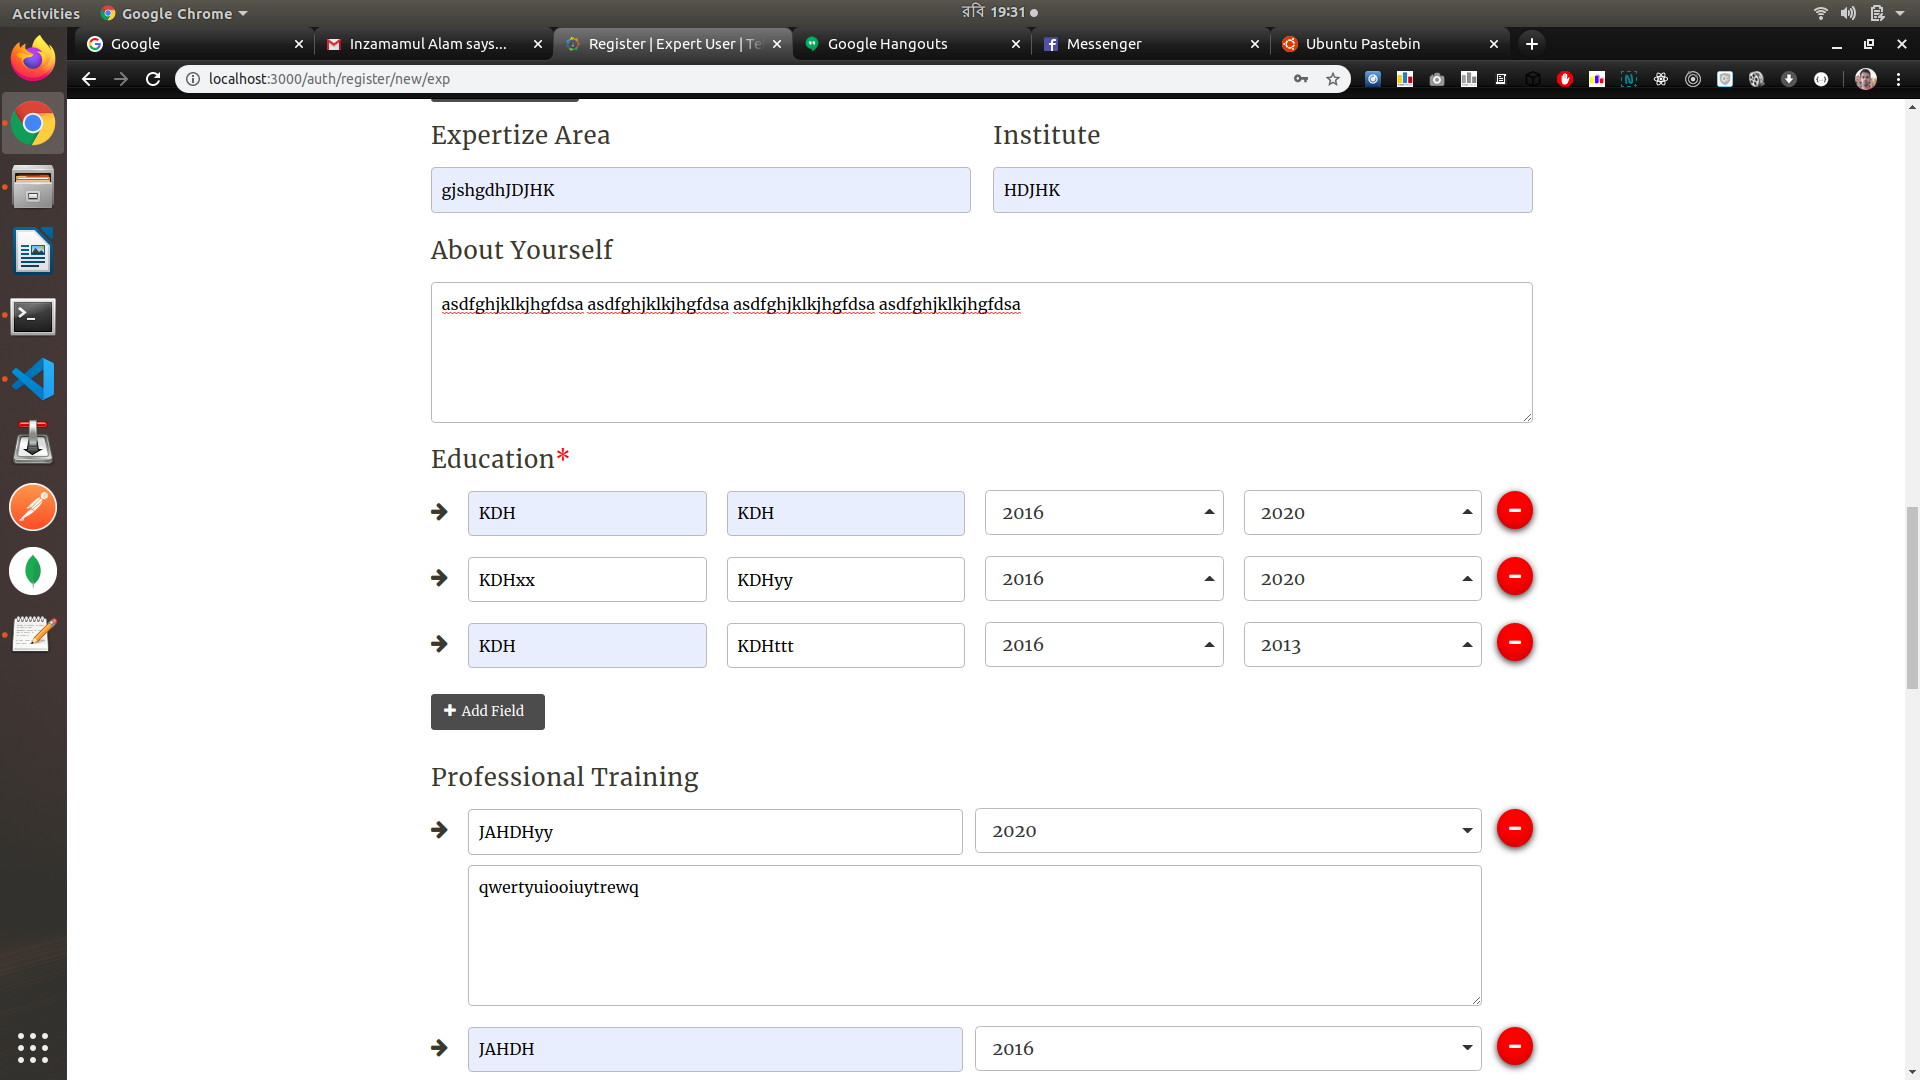 Activities Google Chrome রবি 19:31
Google Inzamamul Alam says... Register | Expert User | Te Google Hangouts Messenger Ubuntu Pastebin
localhost:3000/auth/register/new/exp
Expertize Area Institute
gjshgdhJDJHK HDJHK
About Yourself
asdfghjklkjhgfdsa asdfghjklkjhgfdsa asdfghjklkjhgfdsa asdfghjklkjhgfdsa
Education*
KDH KDH 2016 2020
KDHxx KDHyy 2016 2020
KDH KDHttt 2016 2013
Add Field
Professional Training
JAHDHyy 2020
qwertyuiooiuytrewq
JAHDH 2016